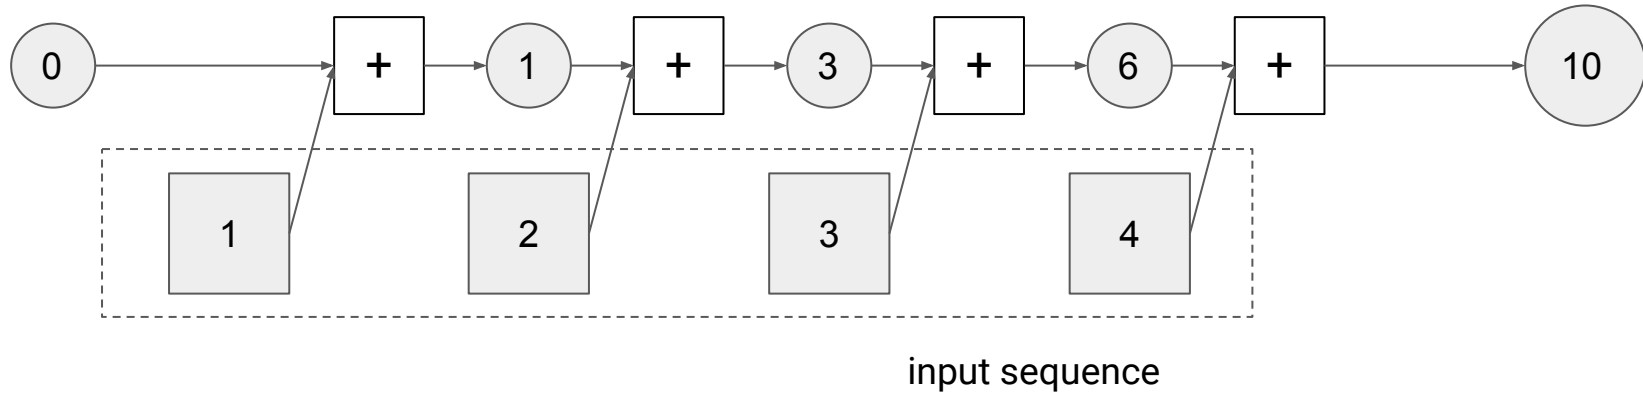 0 + 1 + 3 + 6 + 10
1 2 3 4
input sequence